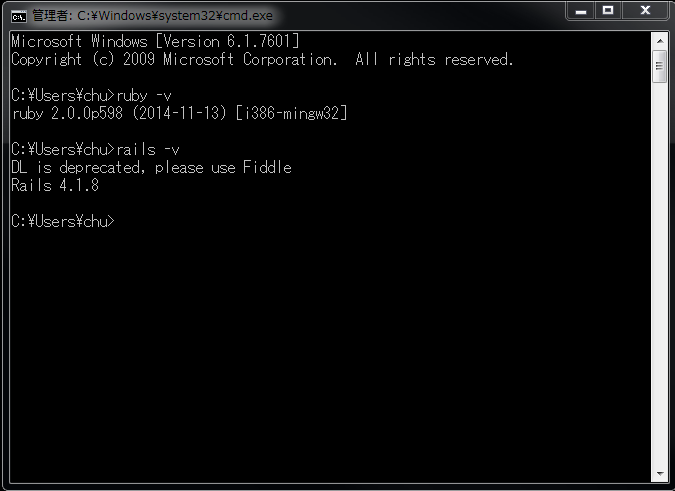 管理者: C:¥Windows¥system32¥cmd.exe
Microsoft Windows [Version 6.1.7601]
Copyright (c) 2009 Microsoft Corporation.  All rights reserved.
C:¥Users¥chu>ruby -v
ruby 2.0.0p598 (2014-11-13) [i386-mingw32]
C:¥Users¥chu>rails -v
DL is deprecated, please use Fiddle
Rails 4.1.8
C:¥Users¥chu>